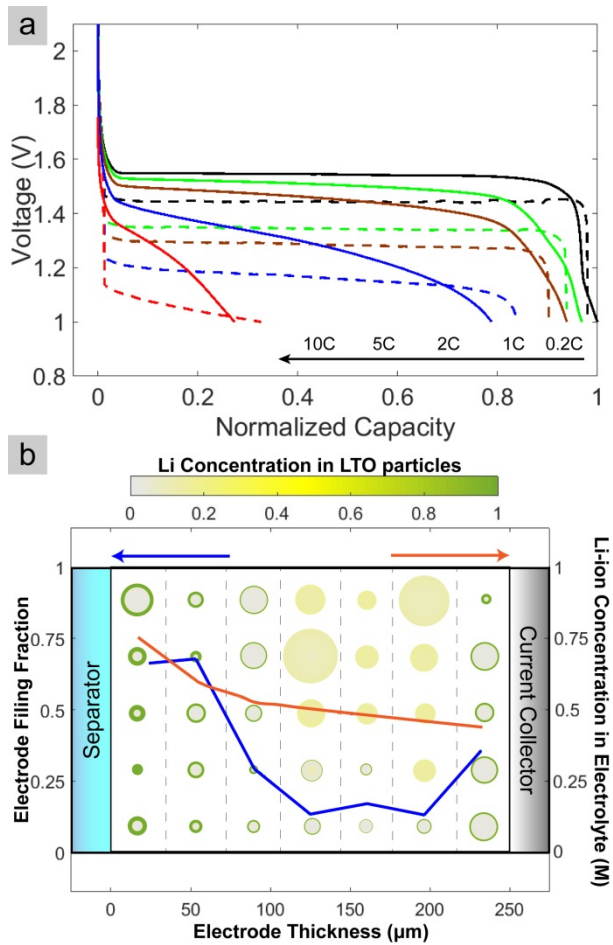 a
2
1.8
1.6
1.4
1.2
1
0.8
Voltage (V)
10C 5C 2C 1C 0.2C
0 0.2 0.4 0.6 0.8 1
Normalized Capacity
b
Li Concentration in LTO particles
0 0.2 0.4 0.6 0.8 1
Electrode Filing Fraction
1
0.75
0.5
0.25
0
Separator
Current Collector
1
0.75
0.5
0.25
0
Li-ion Concentration in
Electrolyte (M)
0 50 100 150 200 250
Electrode Thickness (μm)